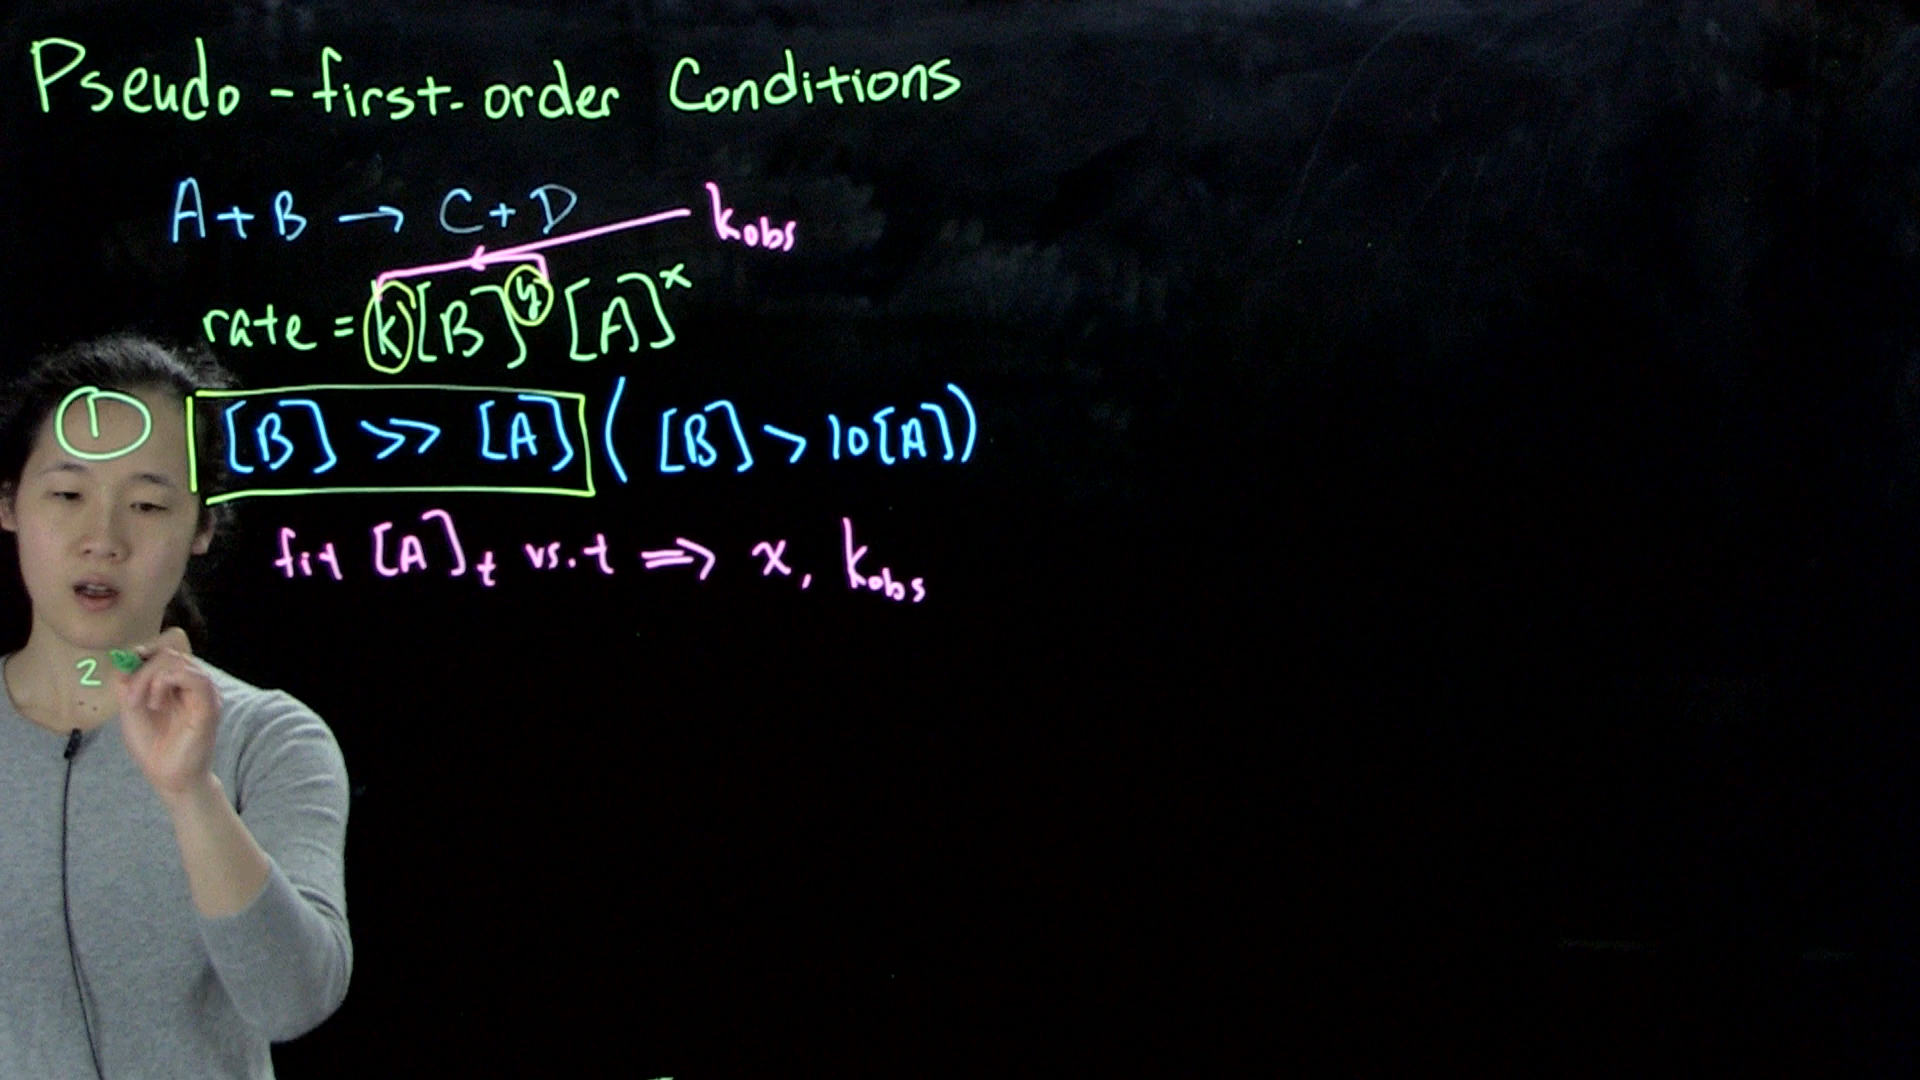 Pseudo-first-order Conditions
A + B → C + D
kobs
rate = k[B]^y [A]^x
① [B] >> [A] ([B] > 10[A])
fit [A]t vs. t ⇒ x, kobs
2